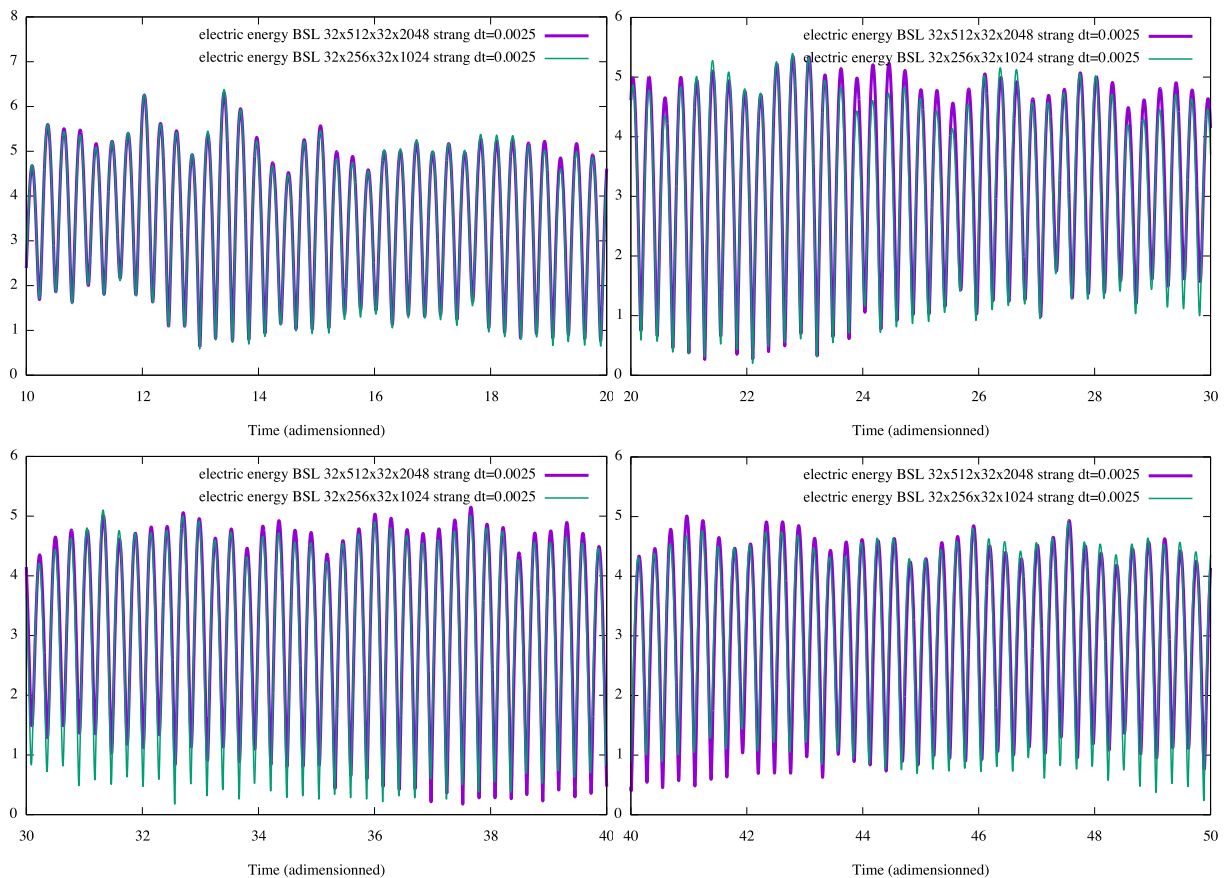 8
7
6
5
4
3
2
1
0
electric energy BSL 32x512x32x2048 strang dt=0.0025
electric energy BSL 32x256x32x1024 strang dt=0.0025
10 12 14 16 18 20
Time (adimensionned)
6
5
4
3
2
1
0
electric energy BSL 32x512x32x2048 strang dt=0.0025
electric energy BSL 32x256x32x1024 strang dt=0.0025
20 22 24 26 28 30
Time (adimensionned)
6
5
4
3
2
1
0
electric energy BSL 32x512x32x2048 strang dt=0.0025
electric energy BSL 32x256x32x1024 strang dt=0.0025
30 32 34 36 38 40
Time (adimensionned)
6
5
4
3
2
1
0
electric energy BSL 32x512x32x2048 strang dt=0.0025
electric energy BSL 32x256x32x1024 strang dt=0.0025
40 42 44 46 48 50
Time (adimensionned)